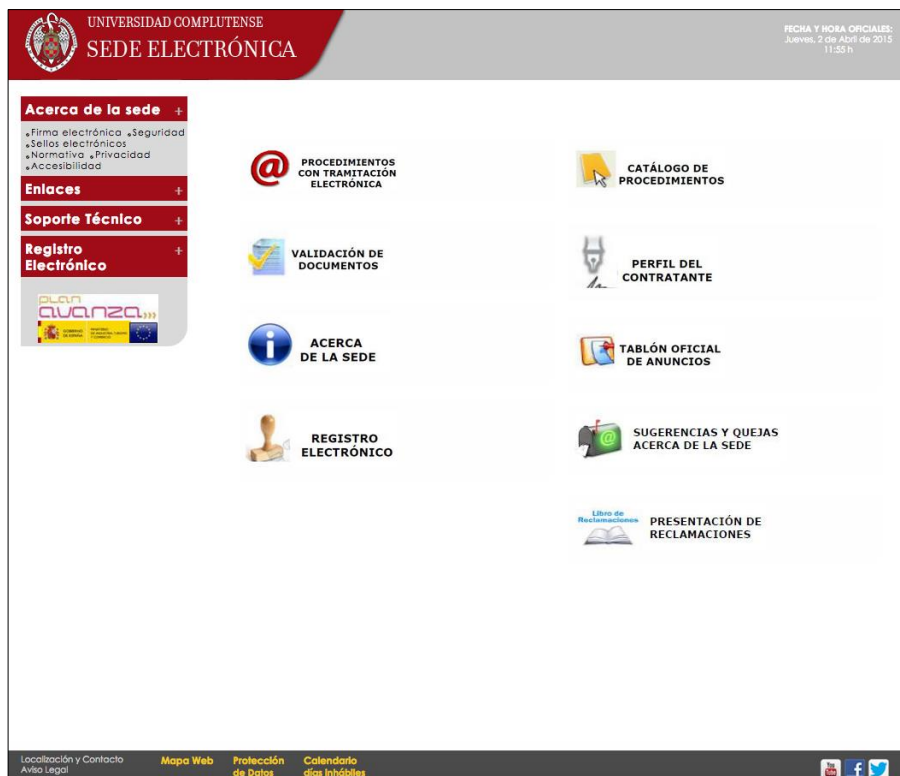 UNIVERSIDAD COMPLUTENSE
SEDE ELECTRÓNICA
FECHA Y HORA OFICIALES:
Jueves, 2 de Abril de 2015
11:55 h
Acerca de la sede +
Firma electrónica Seguridad
Sellos electrónicos
Normativa Privacidad
Accesibilidad
Enlaces +
Soporte Técnico +
Registro +
Electrónico
PLAN
avanza
GOBIERNO
DE ESPAÑA
PROCEDIMIENTOS
CON TRAMITACIÓN
ELECTRÓNICA
CATÁLOGO DE
PROCEDIMIENTOS
VALIDACIÓN DE
DOCUMENTOS
PERFIL DEL
CONTRATANTE
ACERCA
DE LA SEDE
TABLÓN OFICIAL
DE ANUNCIOS
REGISTRO
ELECTRÓNICO
SUGERENCIAS Y QUEJAS
ACERCA DE LA SEDE
Libro de
Reclamaciones
PRESENTACIÓN DE
RECLAMACIONES
Localización y Contacto
Aviso Legal
Mapa Web
Protección
de Datos
Calendario
días inhábiles